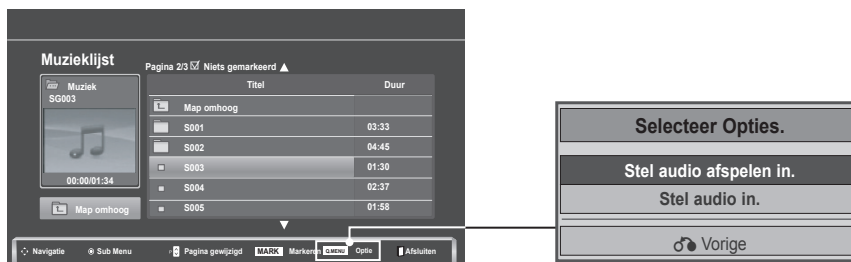 Muzieklijst
Pagina 2/3 Niets gemarkeerd
Muziek
SG003
00:00/01:34
Map omhoog
Titel Duur
Map omhoog
S001 03:33
S002 04:45
S003 01:30
S004 02:37
S005 01:58
Navigatie Sub Menu P Pagina gewijzigd MARK Markeren Q.MENU Optie Afsluiten
Selecteer Opties.
Stel audio afspelen in.
Stel audio in.
Vorige